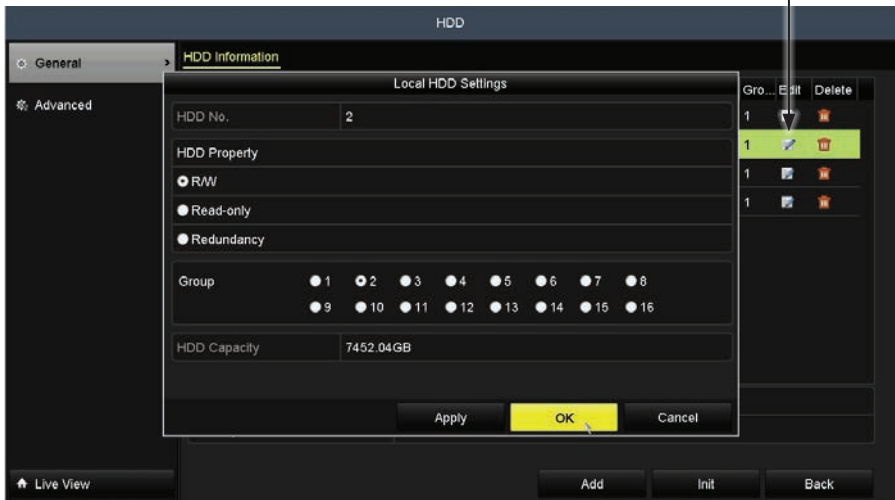 HDD
General
HDD Information
Advanced
Local HDD Settings
Gro... Edit Delete
HDD No. 2
1
HDD Property
1
R/W
1
Read-only
1
Redundancy
Group 1 2 3 4 5 6 7 8
9 10 11 12 13 14 15 16
HDD Capacity 7452.04GB
Apply OK Cancel
Live View
Add Init Back